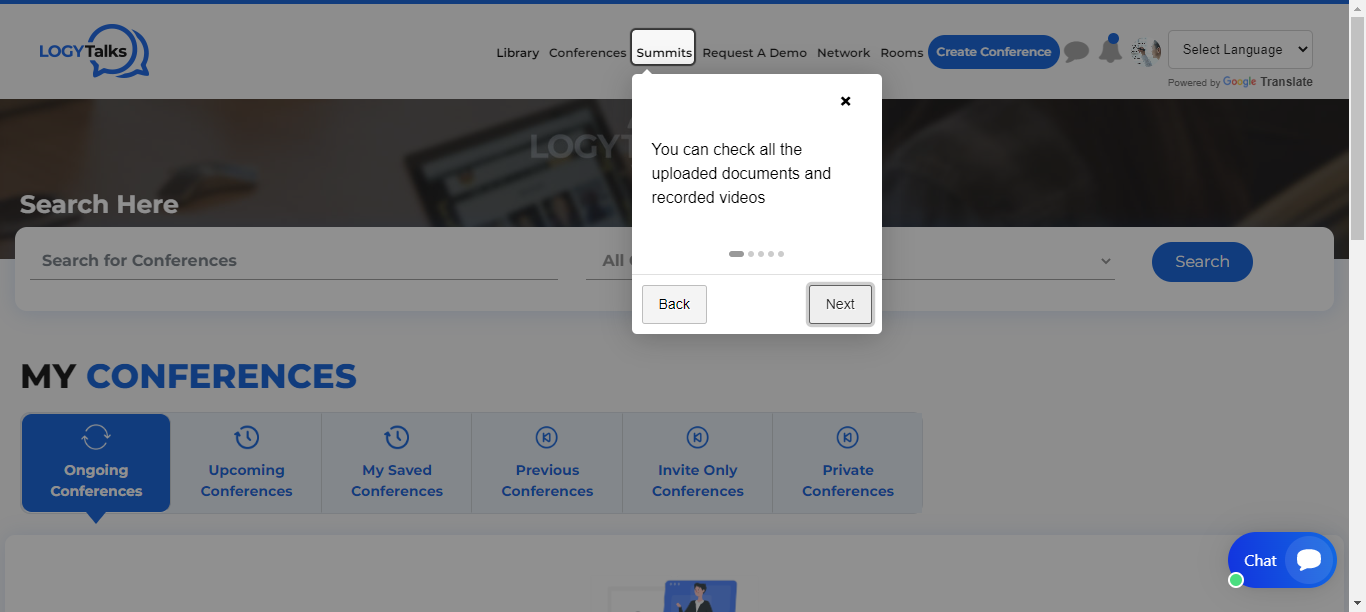 LOGYTalks
Library Conferences Summits Request A Demo Network Rooms Create Conference Select Language
Powered by Google Translate
You can check all the
uploaded documents and
recorded videos
Back Next
Search Here
Search for Conferences All Search
MY CONFERENCES
Ongoing
Conferences
Upcoming
Conferences
My Saved
Conferences
Previous
Conferences
Invite Only
Conferences
Private
Conferences
Chat